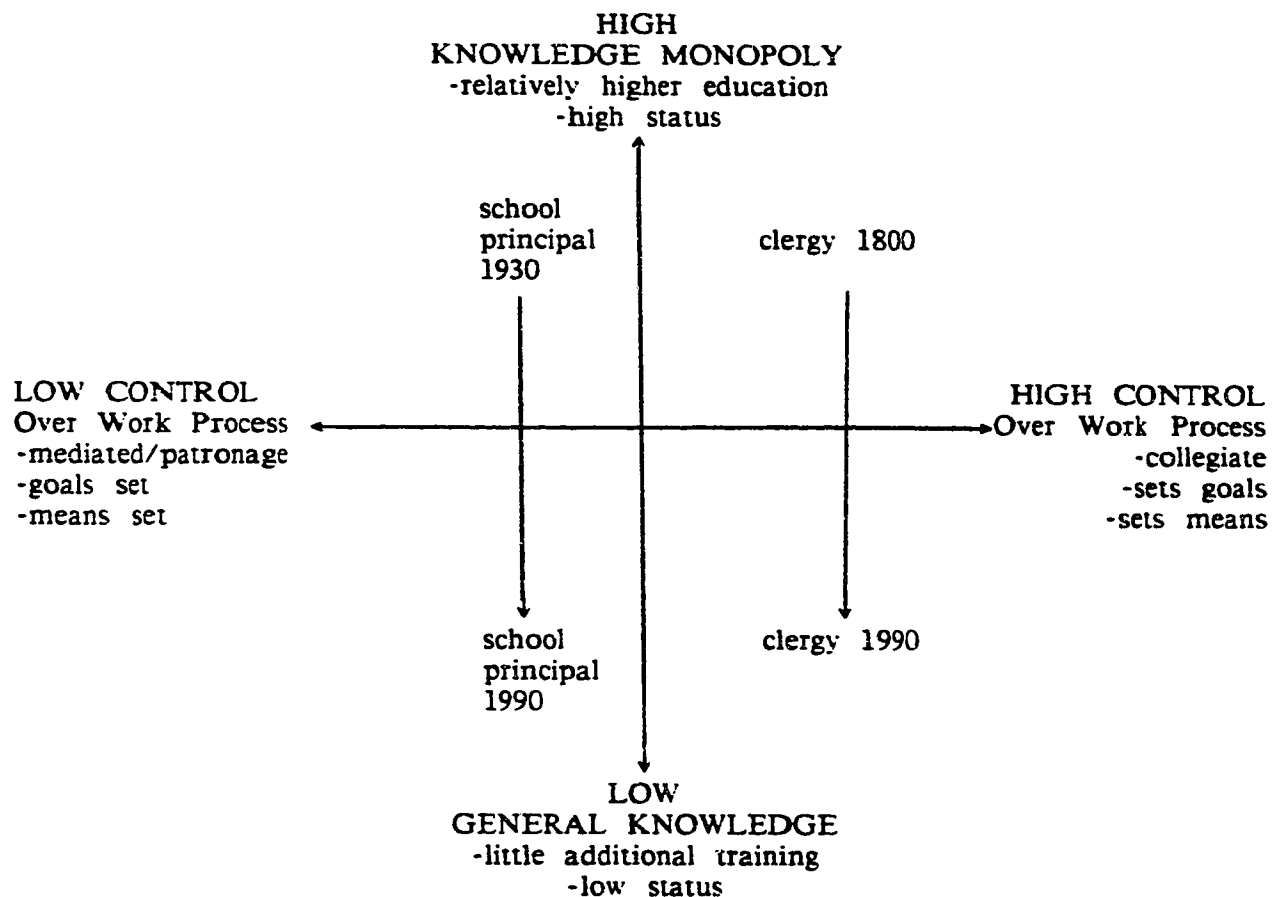 HIGH
KNOWLEDGE MONOPOLY
-relatively higher education
-high status
school
principal
1930
clergy 1800
LOW CONTROL
Over Work Process
-mediated/patronage
-goals set
-means set
HIGH CONTROL
Over Work Process
-collegiate
-sets goals
-sets means
school
principal
1990
clergy 1990
LOW
GENERAL KNOWLEDGE
-little additional training
-low status